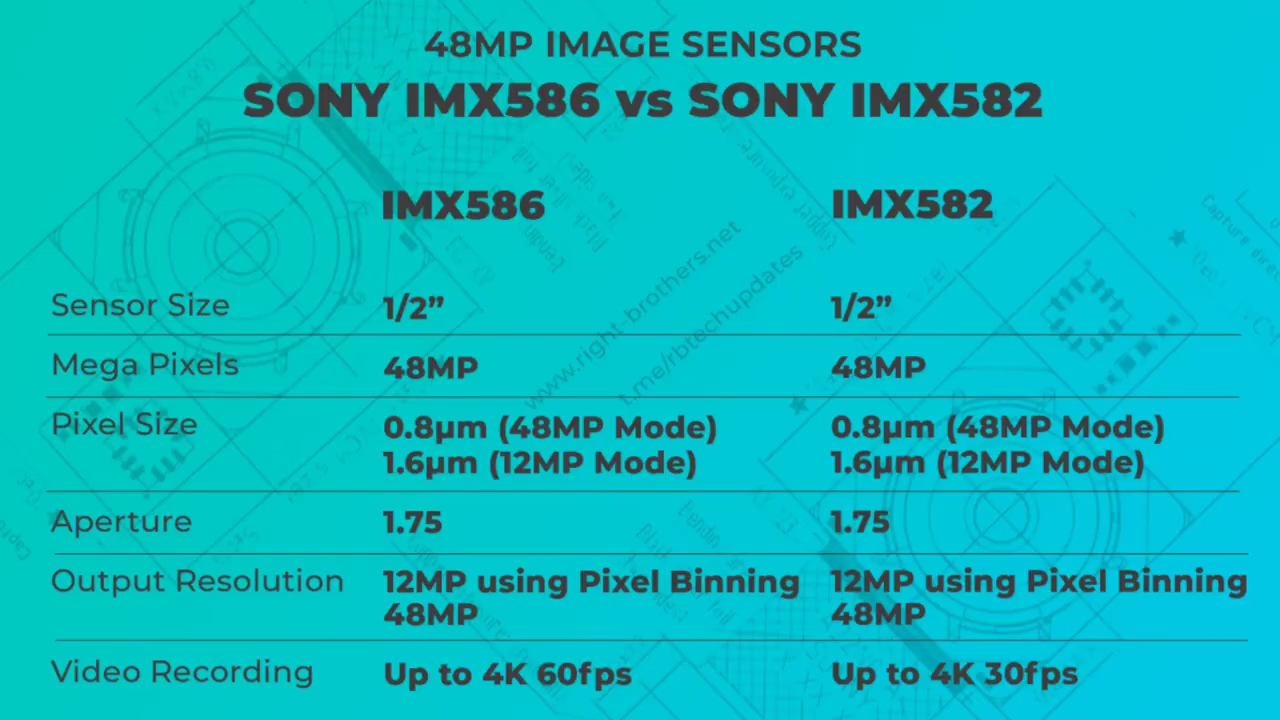 48MP IMAGE SENSORS
SONY IMX586 vs SONY IMX582
IMX586 IMX582
Sensor Size 1/2” 1/2”
Mega Pixels 48MP 48MP
Pixel Size 0.8µm (48MP Mode) 0.8µm (48MP Mode)
1.6µm (12MP Mode) 1.6µm (12MP Mode)
Aperture 1.75 1.75
Output Resolution 12MP using Pixel Binning 12MP using Pixel Binning
48MP 48MP
Video Recording Up to 4K 60fps Up to 4K 30fps
www.right-brothers.net
t.me/rbtechupdates